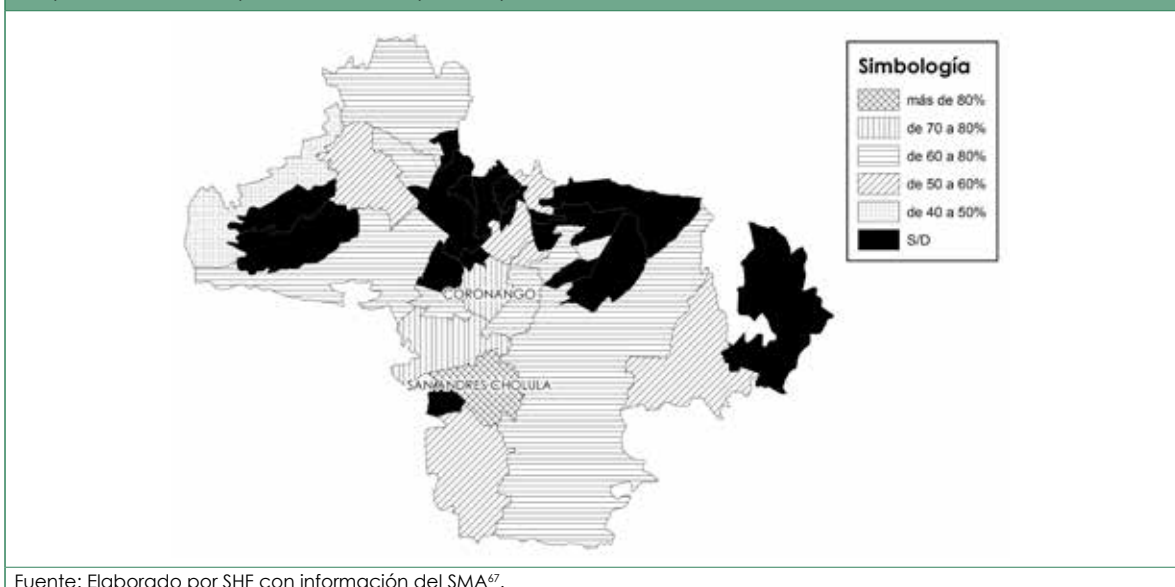 Simbología
más de 80%
de 70 a 80%
de 60 a 80%
de 50 a 60%
de 40 a 50%
S/D
CORONANGO
SAN ANDRES CHOLULA
Fuente: Elaborado por SHF con información del SMA⁶⁷.